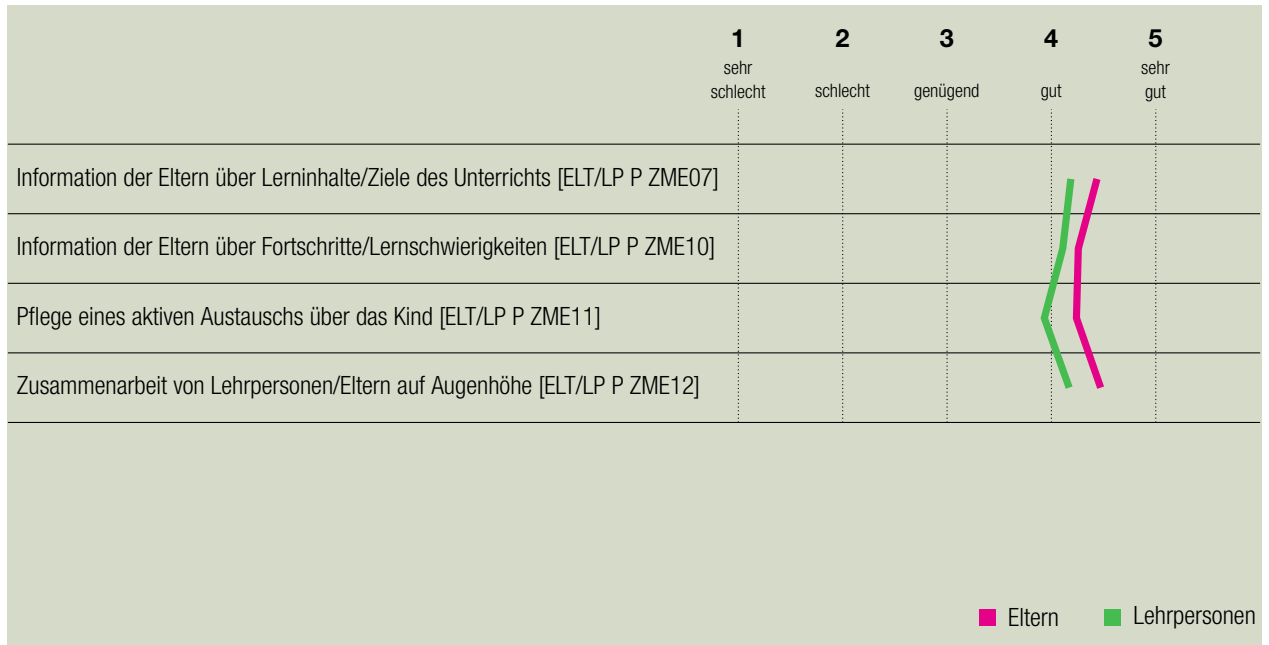 1 2 3 4 5
sehr schlecht schlecht genügend gut sehr gut
Information der Eltern über Lerninhalte/Ziele des Unterrichts [ELT/LP P ZME07]
Information der Eltern über Fortschritte/Lernschwierigkeiten [ELT/LP P ZME10]
Pflege eines aktiven Austauschs über das Kind [ELT/LP P ZME11]
Zusammenarbeit von Lehrpersonen/Eltern auf Augenhöhe [ELT/LP P ZME12]
Eltern Lehrpersonen